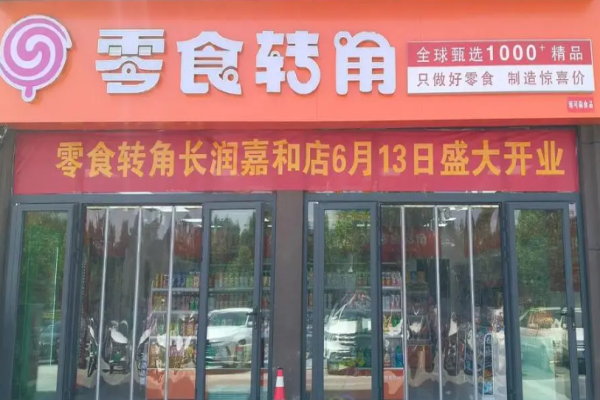 零食转角
全球甄选1000+精品
只做好零食 制造惊喜价
零食转角长润嘉和店6月13日盛大开业